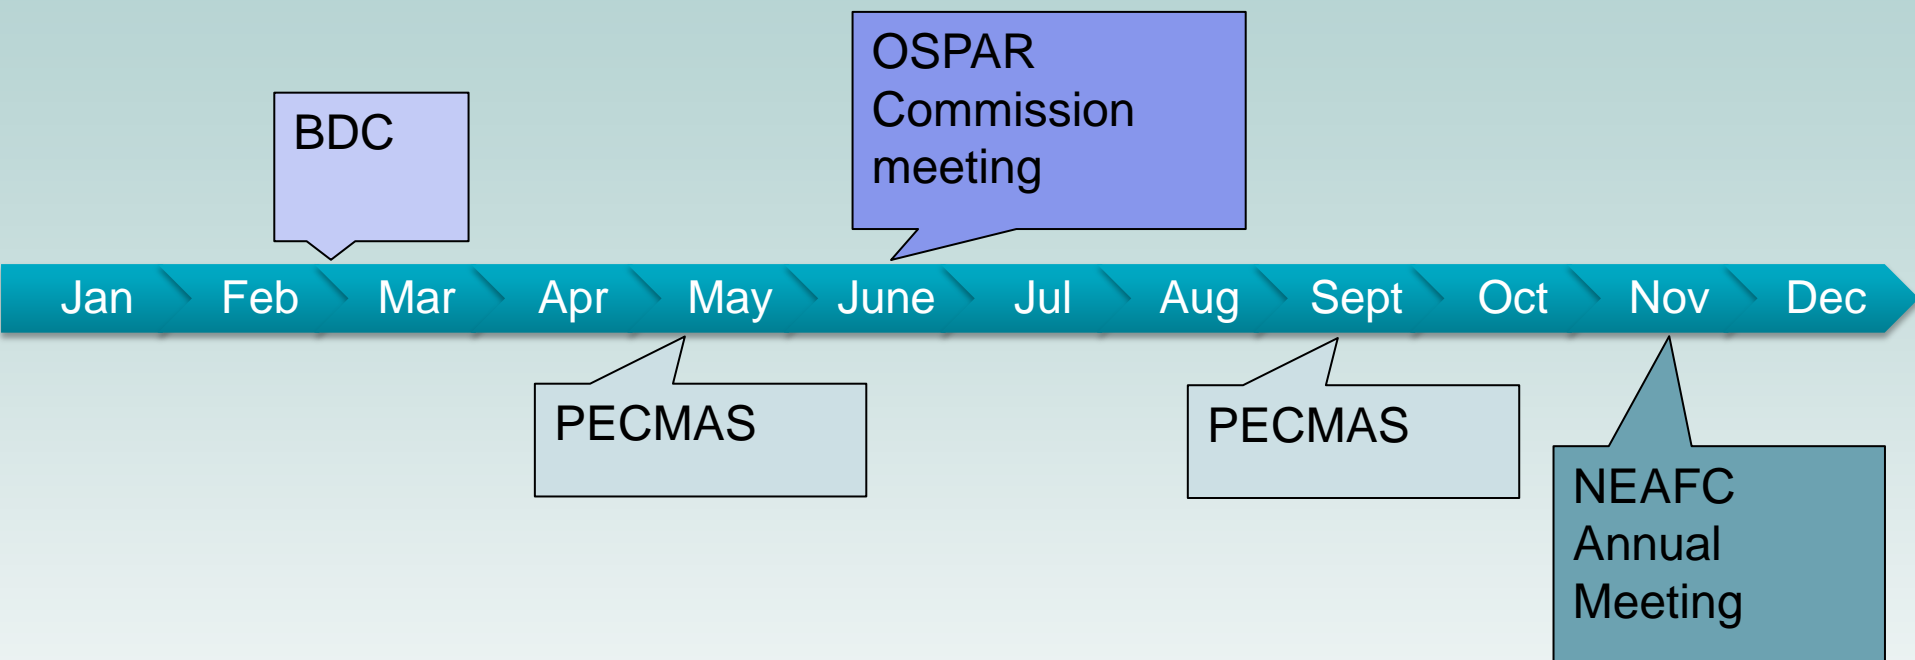 OSPAR
Commission
meeting
BDC
Jan Feb Mar Apr May June Jul Aug Sept Oct Nov Dec
PECMAS
PECMAS
NEAFC
Annual
Meeting